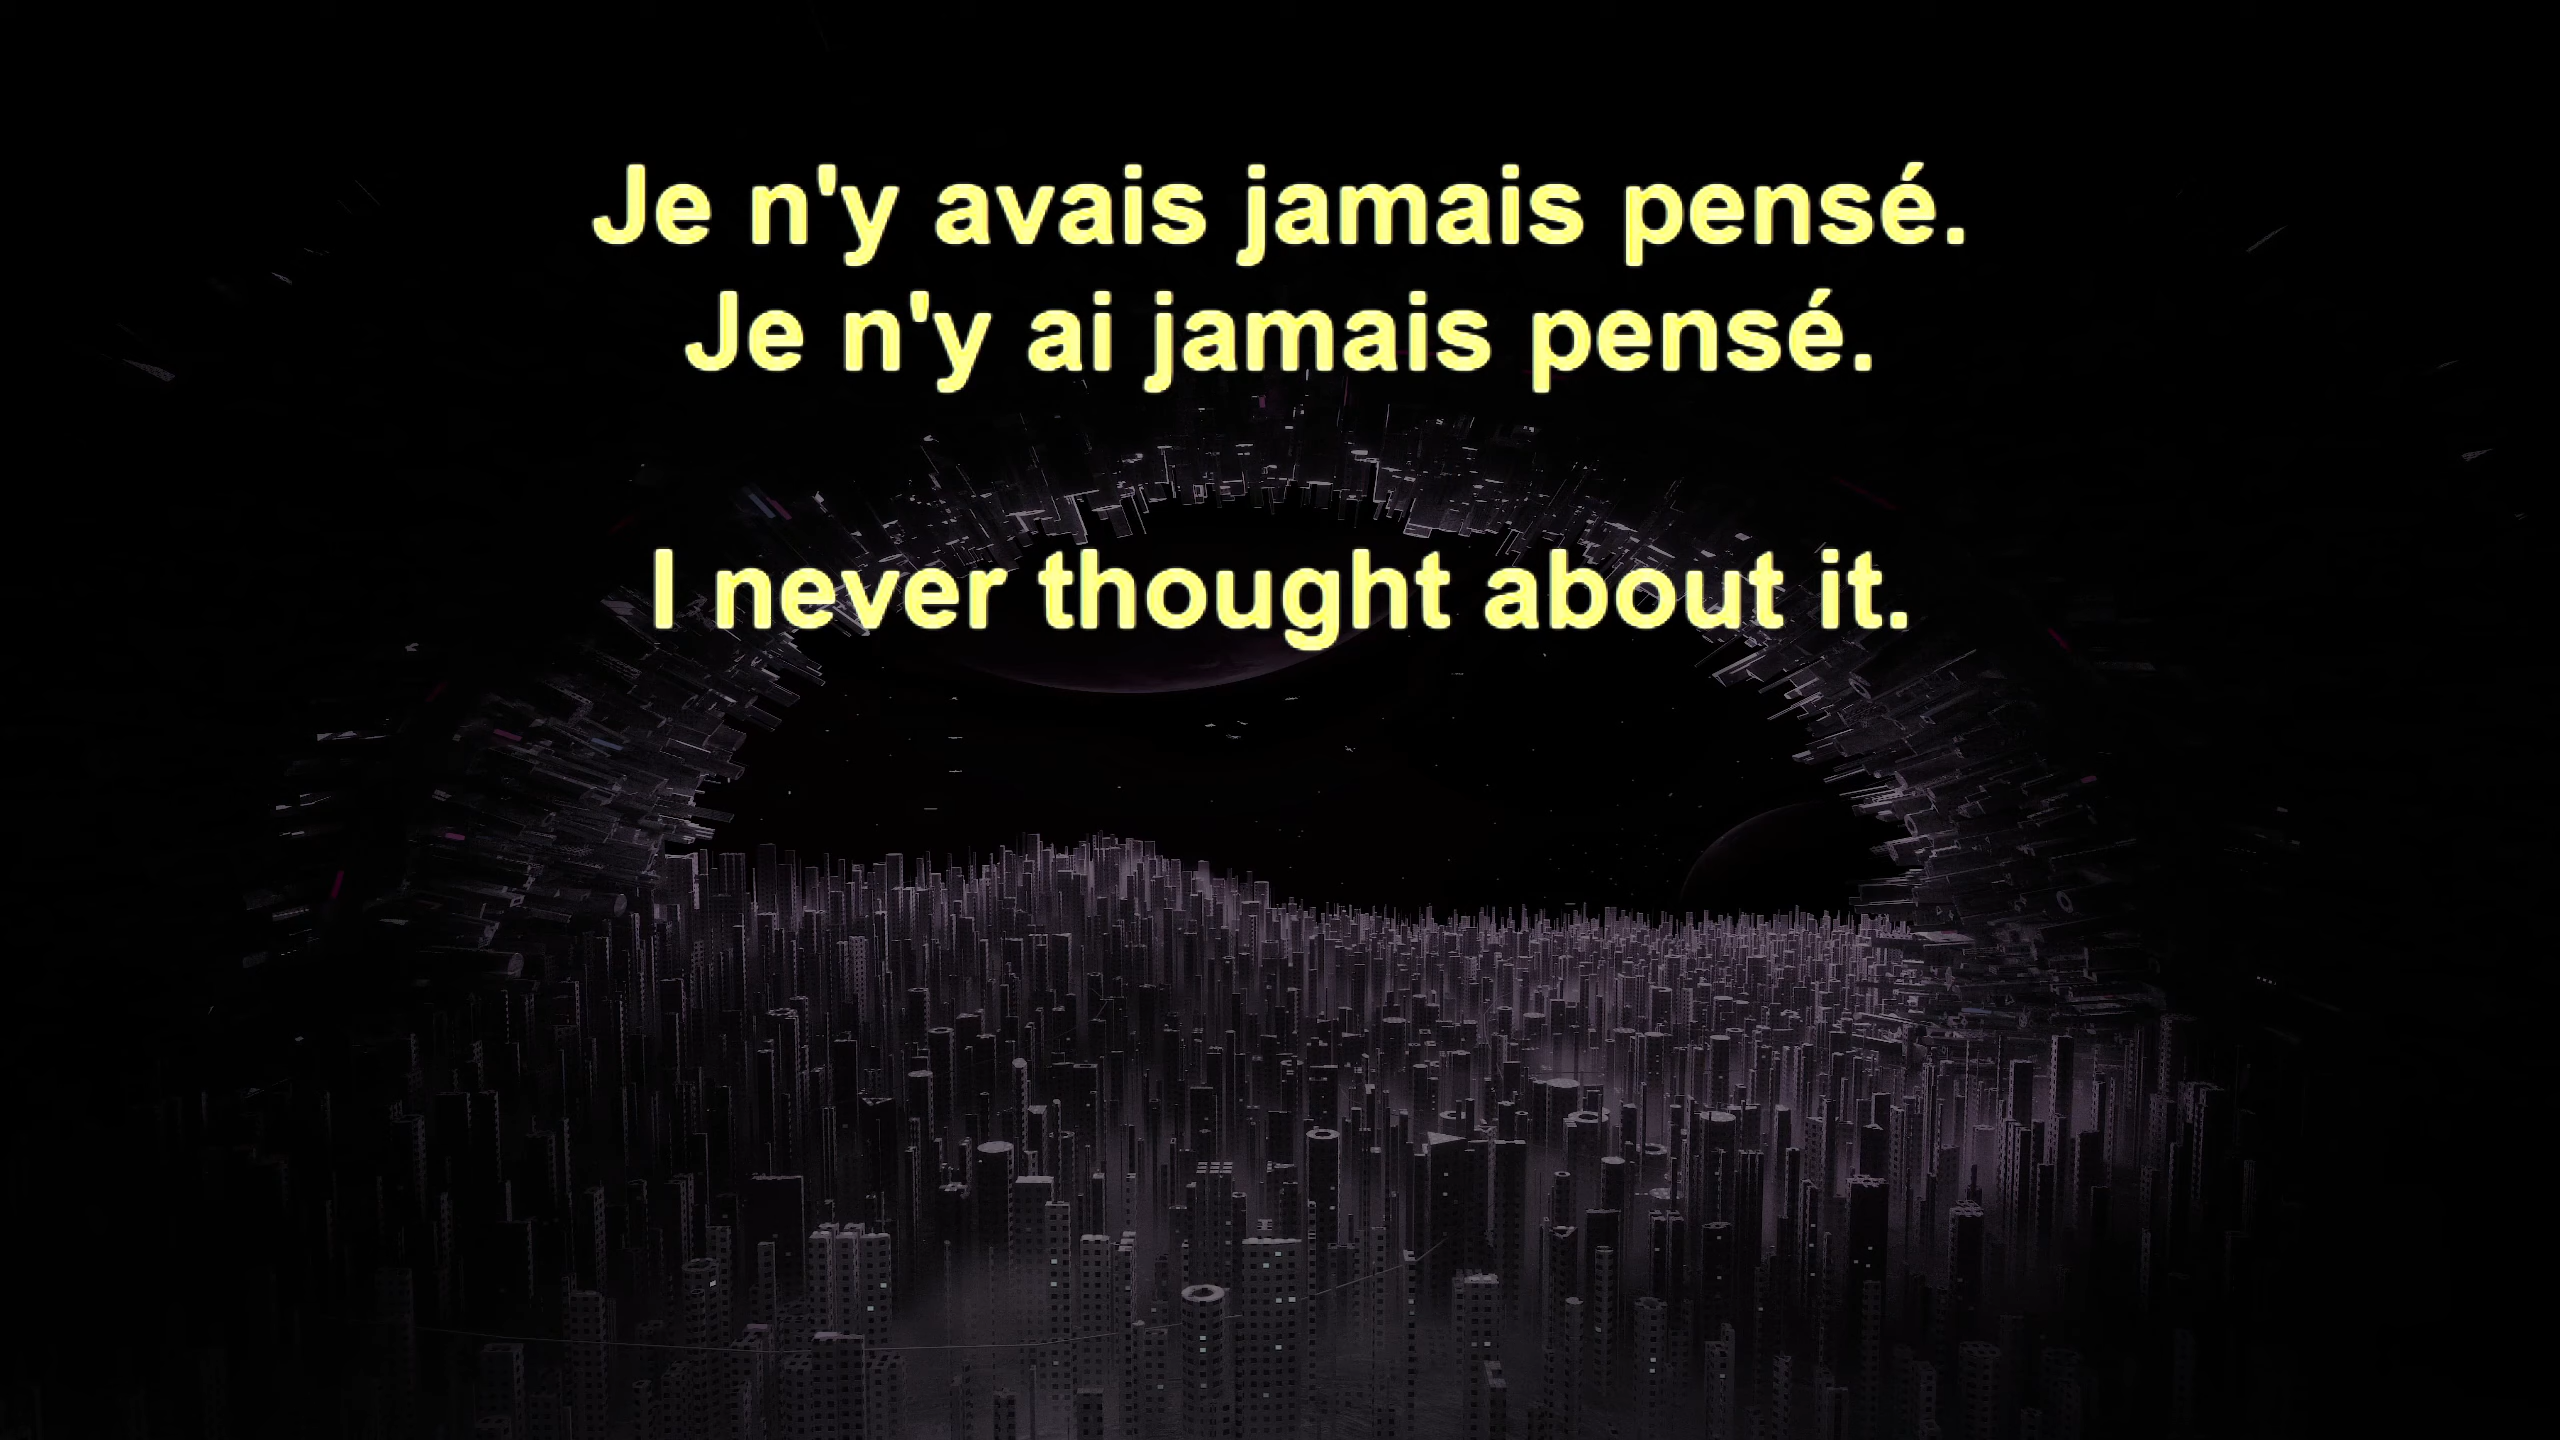 Je n'y avais jamais pensé.
Je n'y ai jamais pensé.
I never thought about it.